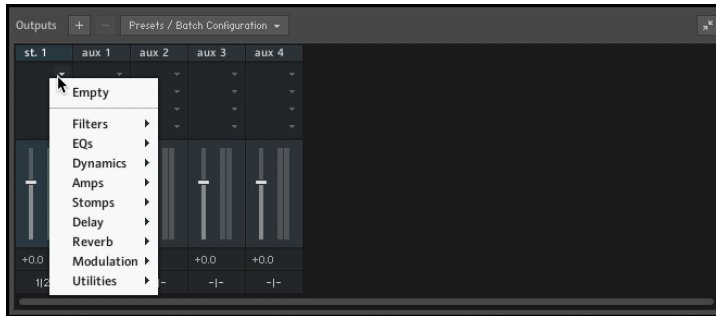 Outputs + − Presets / Batch Configuration
st. 1 aux 1 aux 2 aux 3 aux 4
Empty
Filters
EQs
Dynamics
Amps
Stomps
Delay
Reverb
Modulation
Utilities
+0.0 +0.0 +0.0
1|2 -|- -|-